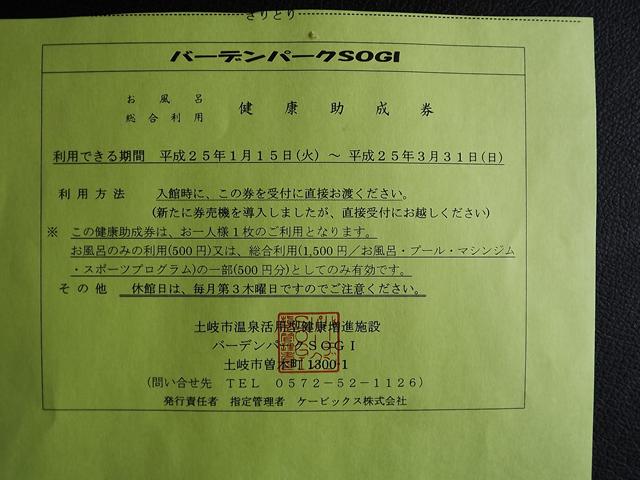 きりとり
バーデンパークSOGI
お風呂
総合利用
健康助成券
利用できる期間 平成25年1月15日(火) ~ 平成25年3月31日(日)
利用方法 入館時に、この券を受付に直接お渡しください。
(新たに券売機を導入しましたが、直接受付にお越しください)
※ この健康助成券は、お一人様1枚のご利用となります。
お風呂のみの利用(500円)又は、総合利用(1,500円/お風呂・プール・マシンジム
・スポーツプログラム)の一部(500円分)としてのみ有効です。
その他 休館日は、毎月第3木曜日ですのでご注意ください。
土岐市温泉活用型健康増進施設
バーデンパークSOGI
土岐市曽木町1300-1
(問い合せ先 TEL 0572-52-1126)
発行責任者 指定管理者 ケービックス株式会社